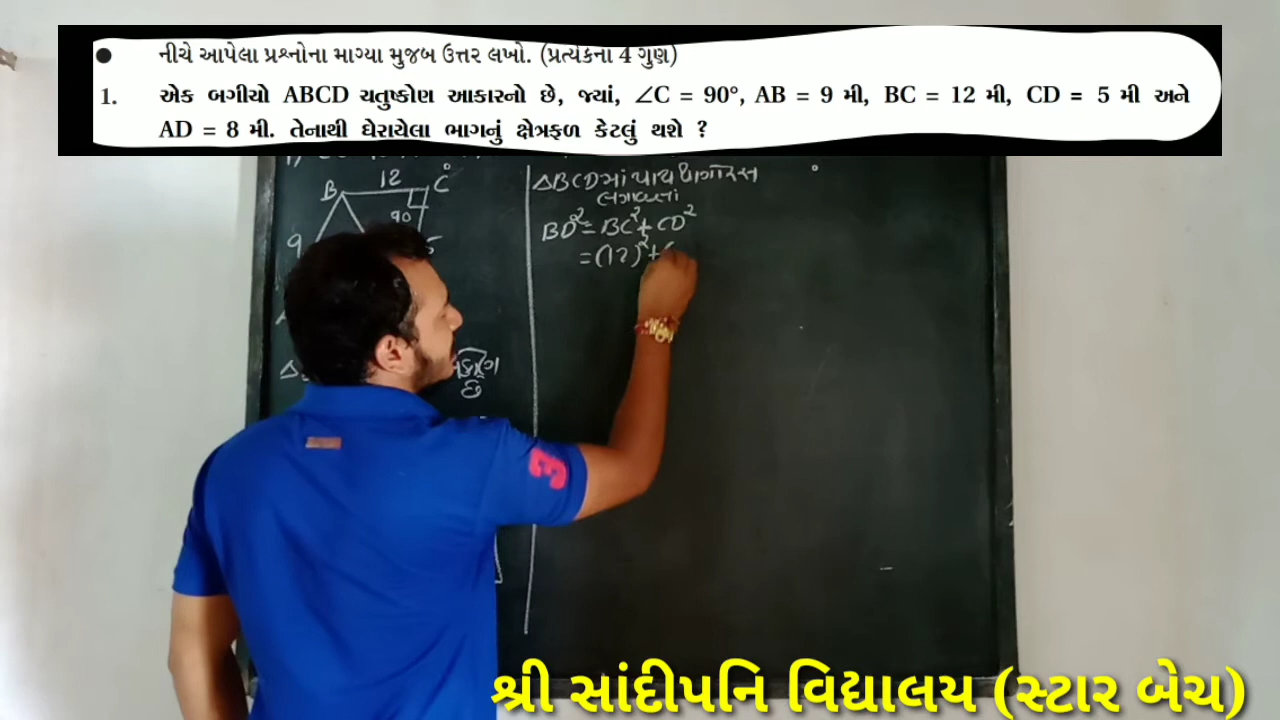 ● નીચે આપેલા પ્રશ્નોના માગ્યા મુજબ ઉત્તર લખો. (પ્રત્યેકના 4 ગુણ)
1. એક બગીચો ABCD ચતુષ્કોણ આકારનો છે, જ્યાં, ∠C = 90°, AB = 9 મી, BC = 12 મી, CD = 5 મી અને
AD = 8 મી. તેનાથી ઘેરાયેલા ભાગનું ક્ષેત્રફળ કેટલું થશે ?
12
B C
90
9
ΔBCDમાં પાયથાગોરસ
લગાવતાં
BD² = BC² + CD²
= (12)² + (
છે
3
શ્રી સાંદીપનિ વિદ્યાલય (સ્ટાર બેચ)